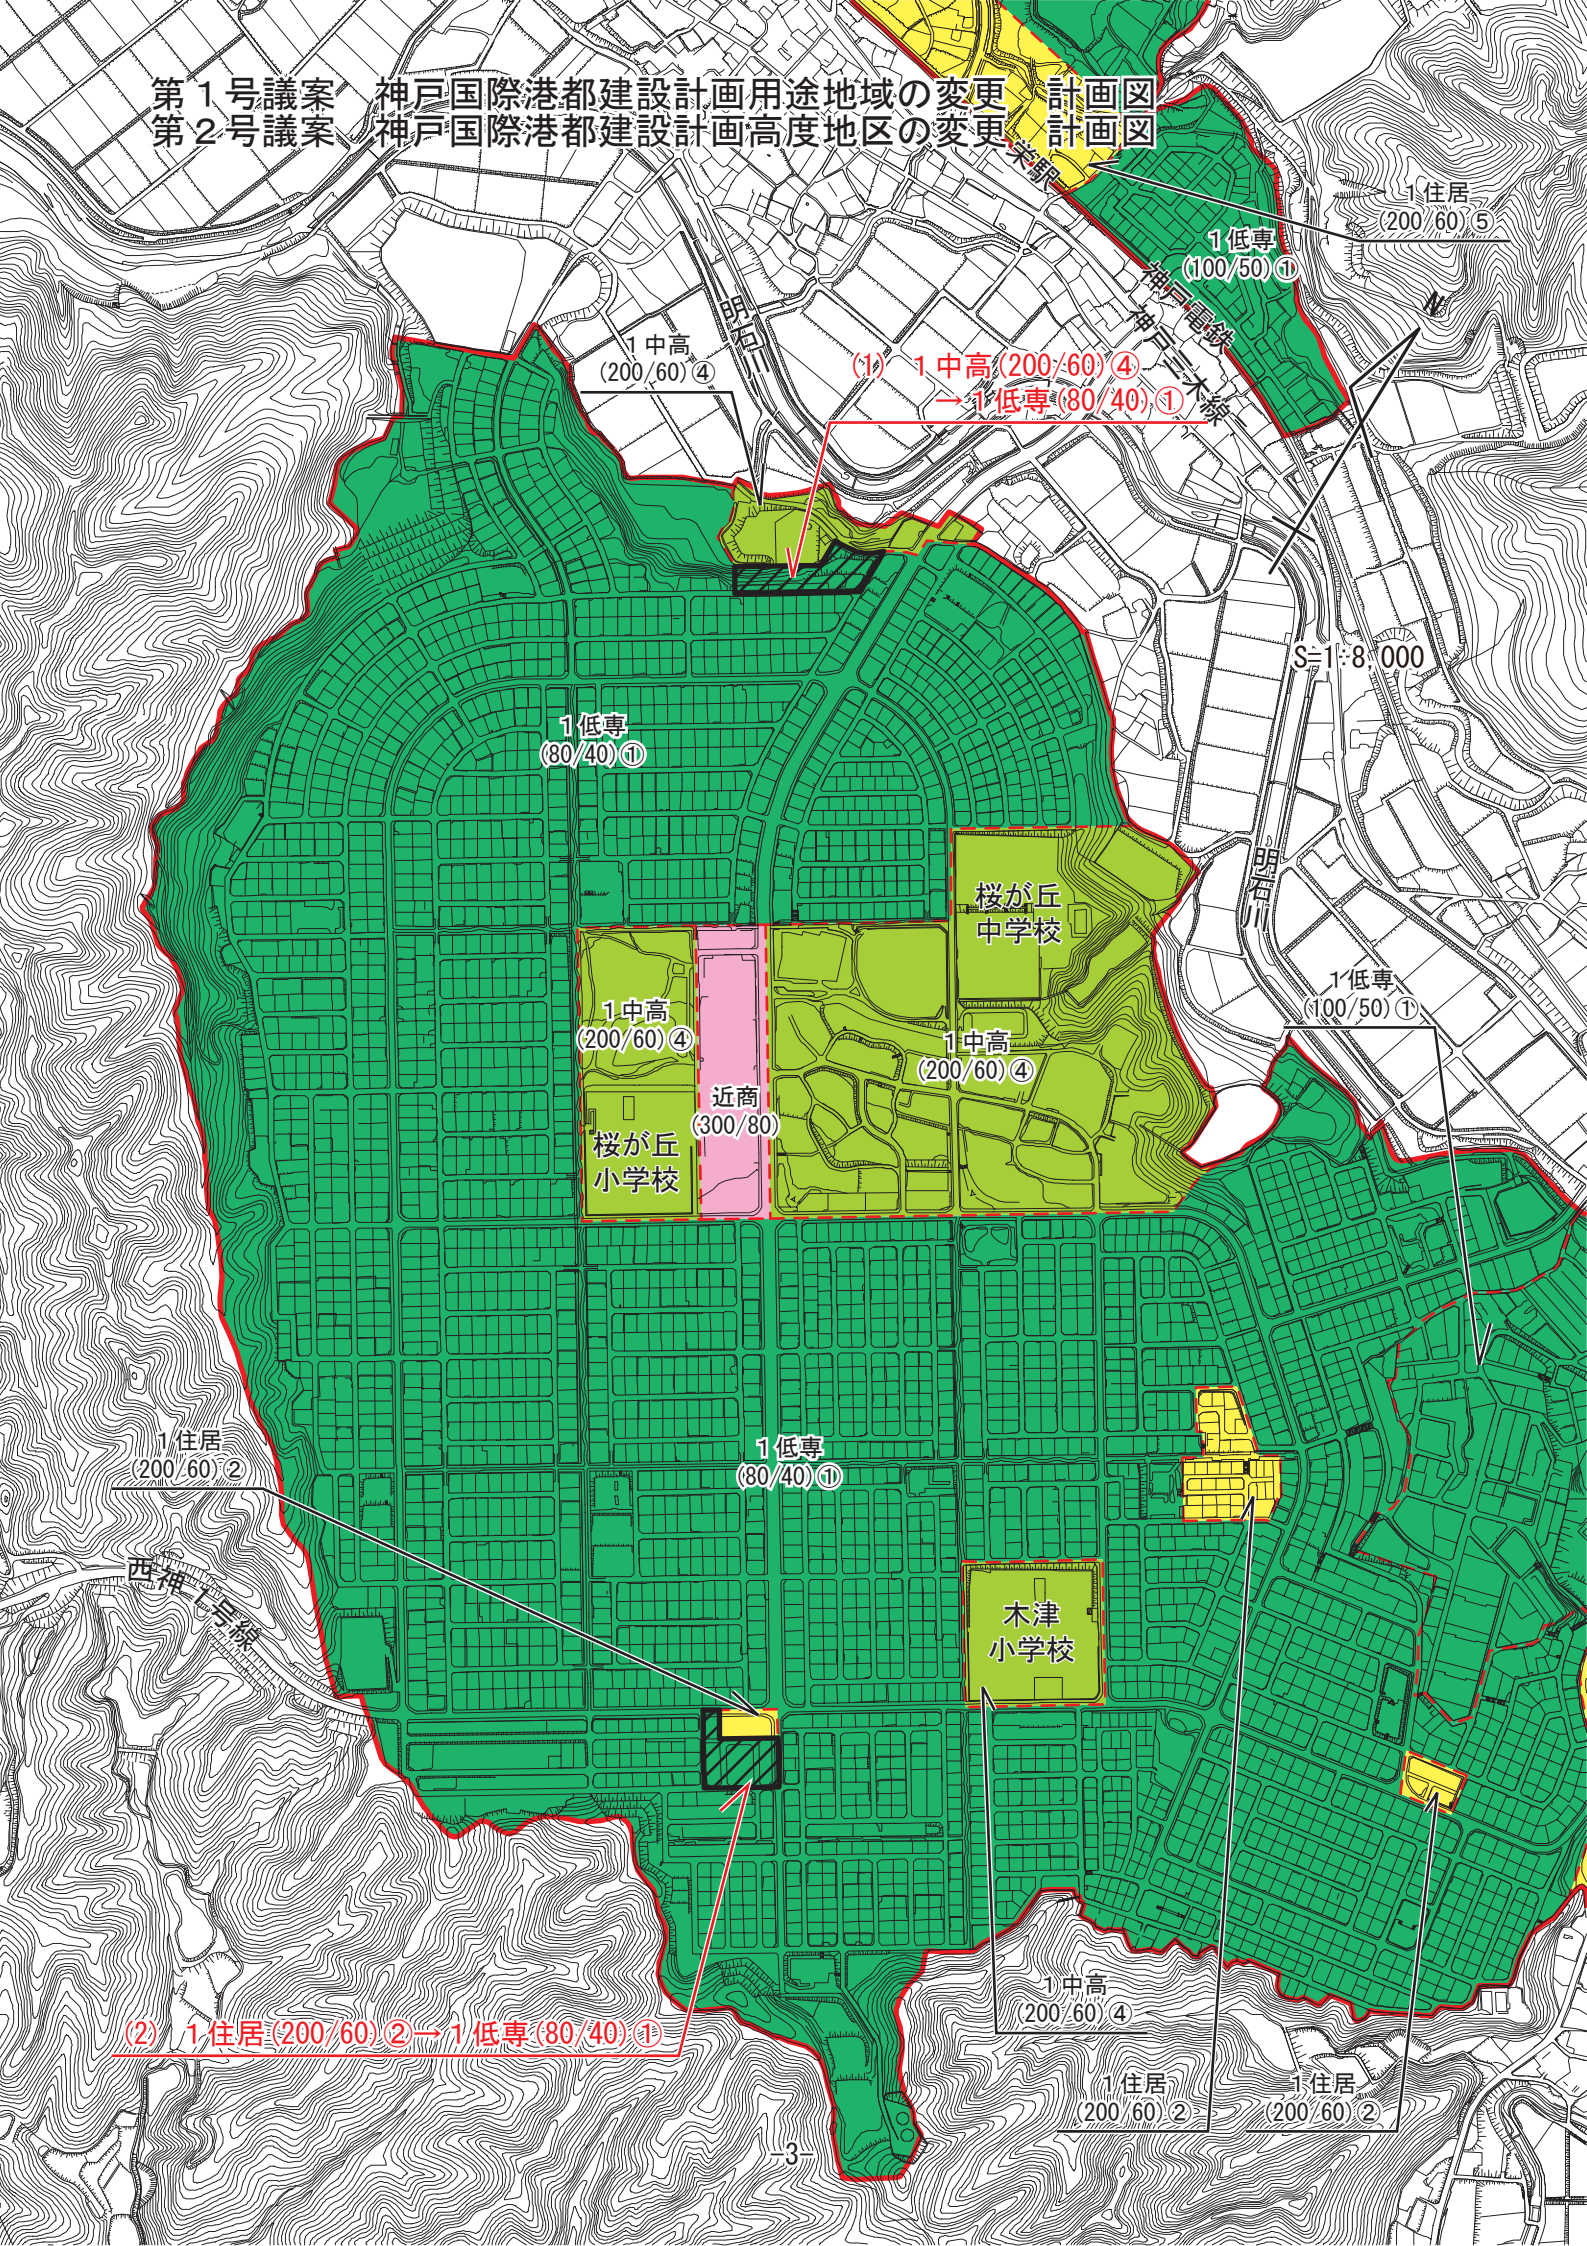 第１号議案　神戸国際港都建設計画用途地域の変更　計画図
第２号議案　神戸国際港都建設計画高度地区の変更　計画図
栄駅
１住居
(200/60)⑤
１低専
(100/50)①
神戸電鉄
神戸三木線
N
明石川
１中高
(200/60)④
(1)　１中高(200/60)④
→１低専(80/40)①
S=1:8,000
１低専
(80/40)①
桜が丘
中学校
明石川
１低専
(100/50)①
１中高
(200/60)④
１中高
(200/60)④
近商
(300/80)
桜が丘
小学校
１住居
(200/60)②
１低専
(80/40)①
西神１号線
木津
小学校
１中高
(200/60)④
(2)　１住居(200/60)②→１低専(80/40)①
１住居
(200/60)②
１住居
(200/60)②
-3-